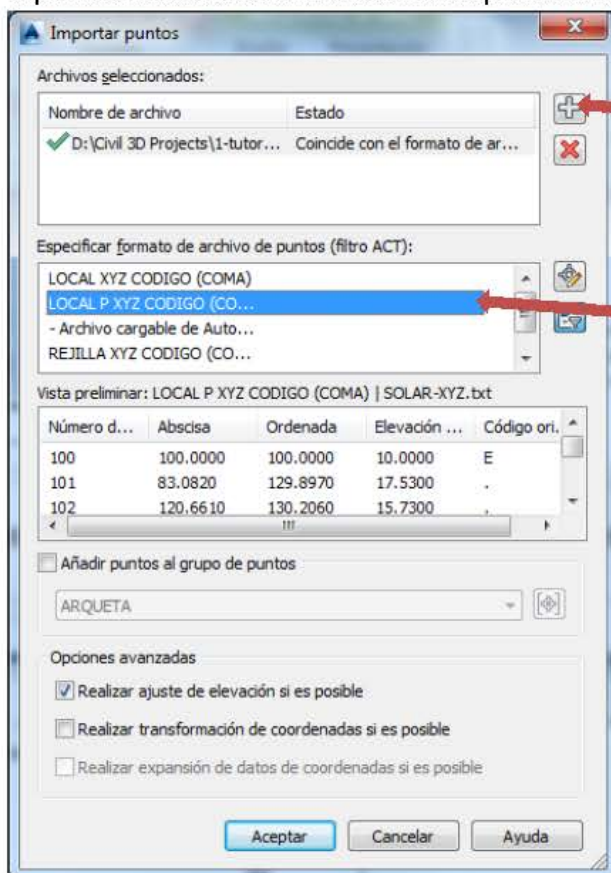 Importar puntos
Archivos seleccionados:
Nombre de archivo Estado
D:\Civil 3D Projects\1-tutor... Coincide con el formato de ar...
Especificar formato de archivo de puntos (filtro ACT):
LOCAL XYZ CODIGO (COMA)
LOCAL P XYZ CODIGO (CO...
- Archivo cargable de Auto...
REJILLA XYZ CODIGO (CO...
Vista preliminar: LOCAL P XYZ CODIGO (COMA) | SOLAR-XYZ.txt
Número d... Abscisa Ordenada Elevación ... Código ori.
100 100.0000 100.0000 10.0000 E
101 83.0820 129.8970 17.5300 .
102 120.6610 130.2060 15.7300 .
Añadir puntos al grupo de puntos
ARQUETA
Opciones avanzadas
Realizar ajuste de elevación si es posible
Realizar transformación de coordenadas si es posible
Realizar expansión de datos de coordenadas si es posible
Aceptar Cancelar Ayuda